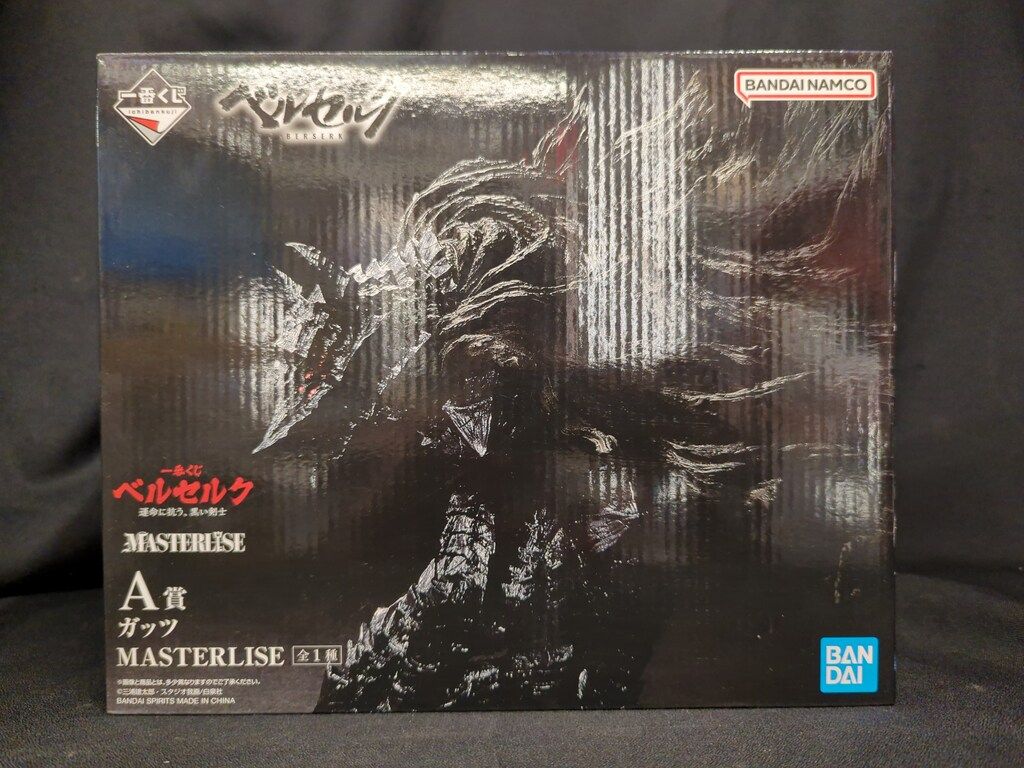 一番くじ
ichibankuji
ベルセルク
BERSERK
BANDAI NAMCO
一番くじ
ベルセルク
運命に抗う、黒い剣士
MASTERLISE
A賞
ガッツ
MASTERLISE 全1種
※画像と商品とは、多少異なりますのでご了承ください。
©三浦建太郎・スタジオ我画/白泉社
BANDAI SPIRITS MADE IN CHINA
BAN
DAI